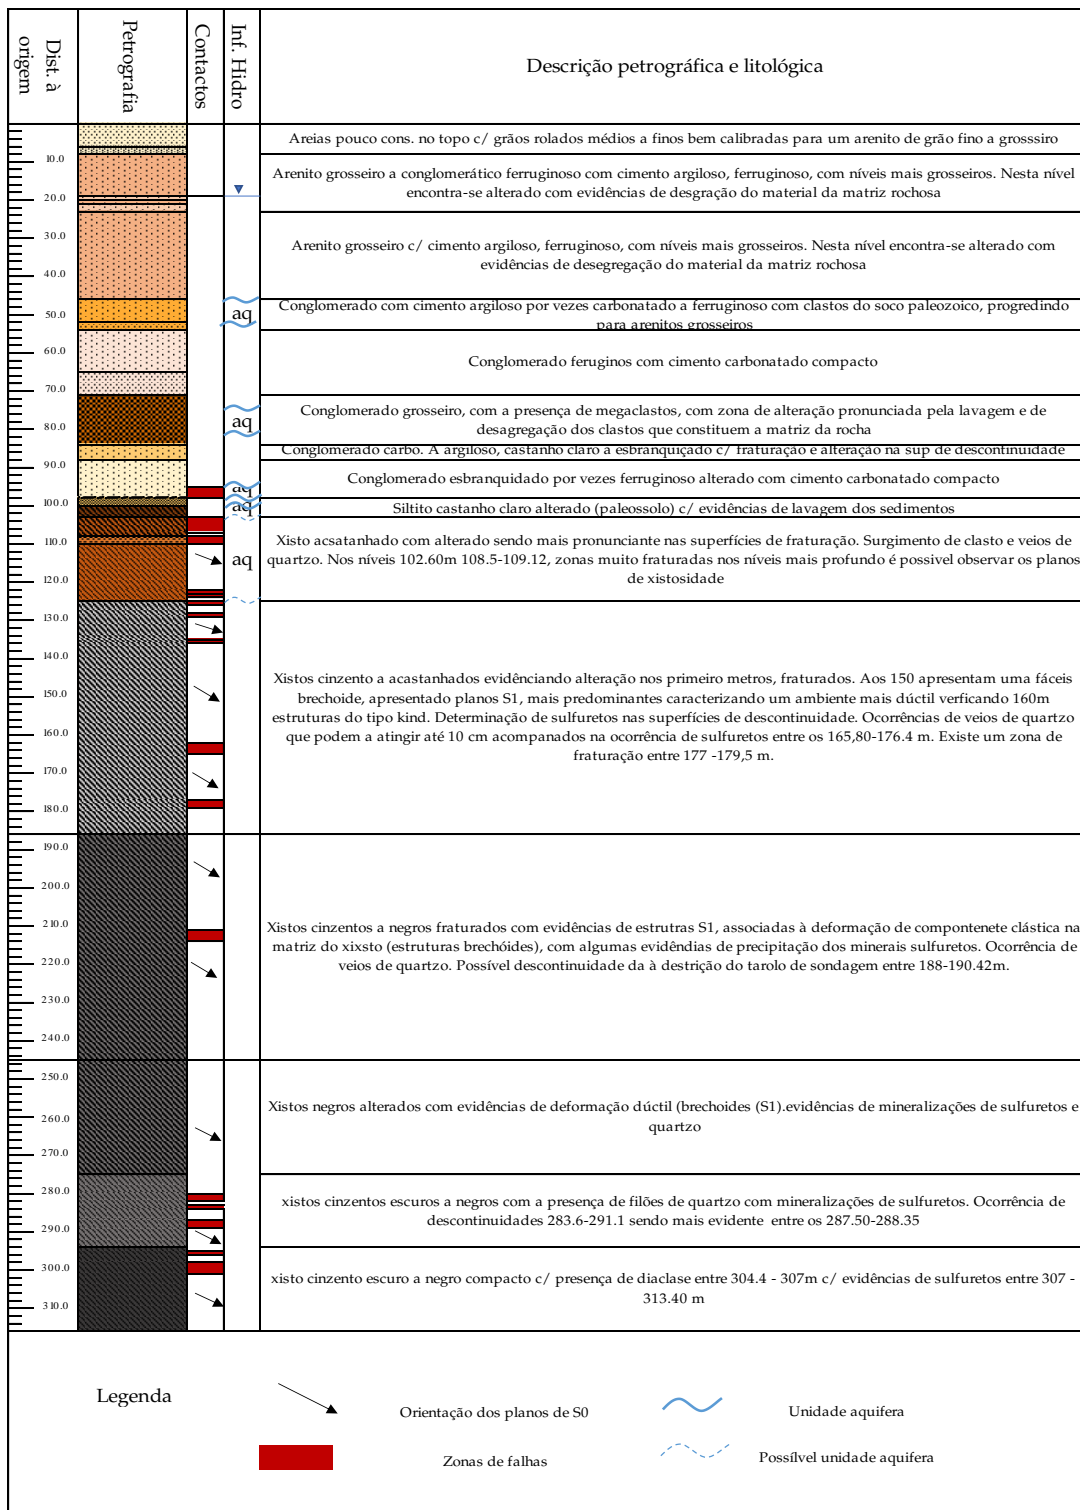 Dist. à
origem
Petrografia
Contactos
Inf. Hidro
Descrição petrográfica e litológica
Areias pouco cons. no topo c/ grãos rolados médios a finos bem calibradas para um arenito de grão fino a grosssiro
10.0
Arenito grosseiro a conglomerático ferruginoso com cimento argiloso, ferruginoso, com níveis mais grosseiros. Nesta nível
encontra-se alterado com evidências de desgração do material da matriz rochosa
20.0
30.0
Arenito grosseiro c/ cimento argiloso, ferruginoso, com níveis mais grosseiros. Nesta nível encontra-se alterado com
evidências de desegregação do material da matriz rochosa
40.0
50.0
aq
Conglomerado com cimento argiloso por vezes carbonatado a ferruginoso com clastos do soco paleozoico, progredindo
para arenitos grosseiros
60.0
Conglomerado feruginos com cimento carbonatado compacto
70.0
80.0
aq
Conglomerado grosseiro, com a presença de megaclastos, com zona de alteração pronunciada pela lavagem e de
desagregação dos clastos que constituem a matriz da rocha
Conglomerado carbo. A argiloso, castanho claro a esbranquiçado c/ fraturação e alteração na sup de descontinuidade
90.0
aq
Conglomerado esbranquidado por vezes ferruginoso alterado com cimento carbonatado compacto
100.0
aq
Siltito castanho claro alterado (paleossolo) c/ evidências de lavagem dos sedimentos
110.0
aq
120.0
Xisto acsatanhado com alterado sendo mais pronunciante nas superfícies de fraturação. Surgimento de clasto e veios de
quartzo. Nos níveis 102.60m 108.5-109.12, zonas muito fraturadas nos níveis mais profundo é possivel observar os planos
de xistosidade
130.0
140.0
150.0
160.0
170.0
180.0
Xistos cinzento a acastanhados evidênciando alteração nos primeiro metros, fraturados. Aos 150 apresentam uma fáceis
brechoide, apresentado planos S1, mais predominantes caracterizando um ambiente mais dúctil verficando 160m
estruturas do tipo kind. Determinação de sulfuretos nas superfícies de descontinuidade. Ocorrências de veios de quartzo
que podem a atingir até 10 cm acompanados na ocorrência de sulfuretos entre os 165,80-176.4 m. Existe um zona de
fraturação entre 177 -179,5 m.
190.0
200.0
210.0
220.0
230.0
240.0
Xistos cinzentos a negros fraturados com evidências de estrutras S1, associadas à deformação de compontenete clástica na
matriz do xixsto (estruturas brechóides), com algumas evidêndias de precipitação dos minerais sulfuretos. Ocorrência de
veios de quartzo. Possível descontinuidade da à destrição do tarolo de sondagem entre 188-190.42m.
250.0
260.0
270.0
Xistos negros alterados com evidências de deformação dúctil (brechoides (S1).evidências de mineralizações de sulfuretos e
quartzo
280.0
290.0
xistos cinzentos escuros a negros com a presença de filões de quartzo com mineralizações de sulfuretos. Ocorrência de
descontinuidades 283.6-291.1 sendo mais evidente entre os 287.50-288.35
300.0
310.0
xisto cinzento escuro a negro compacto c/ presença de diaclase entre 304.4 - 307m c/ evidências de sulfuretos entre 307 -
313.40 m
Legenda
Orientação dos planos de S0
Unidade aquifera
Zonas de falhas
Possílvel unidade aquifera